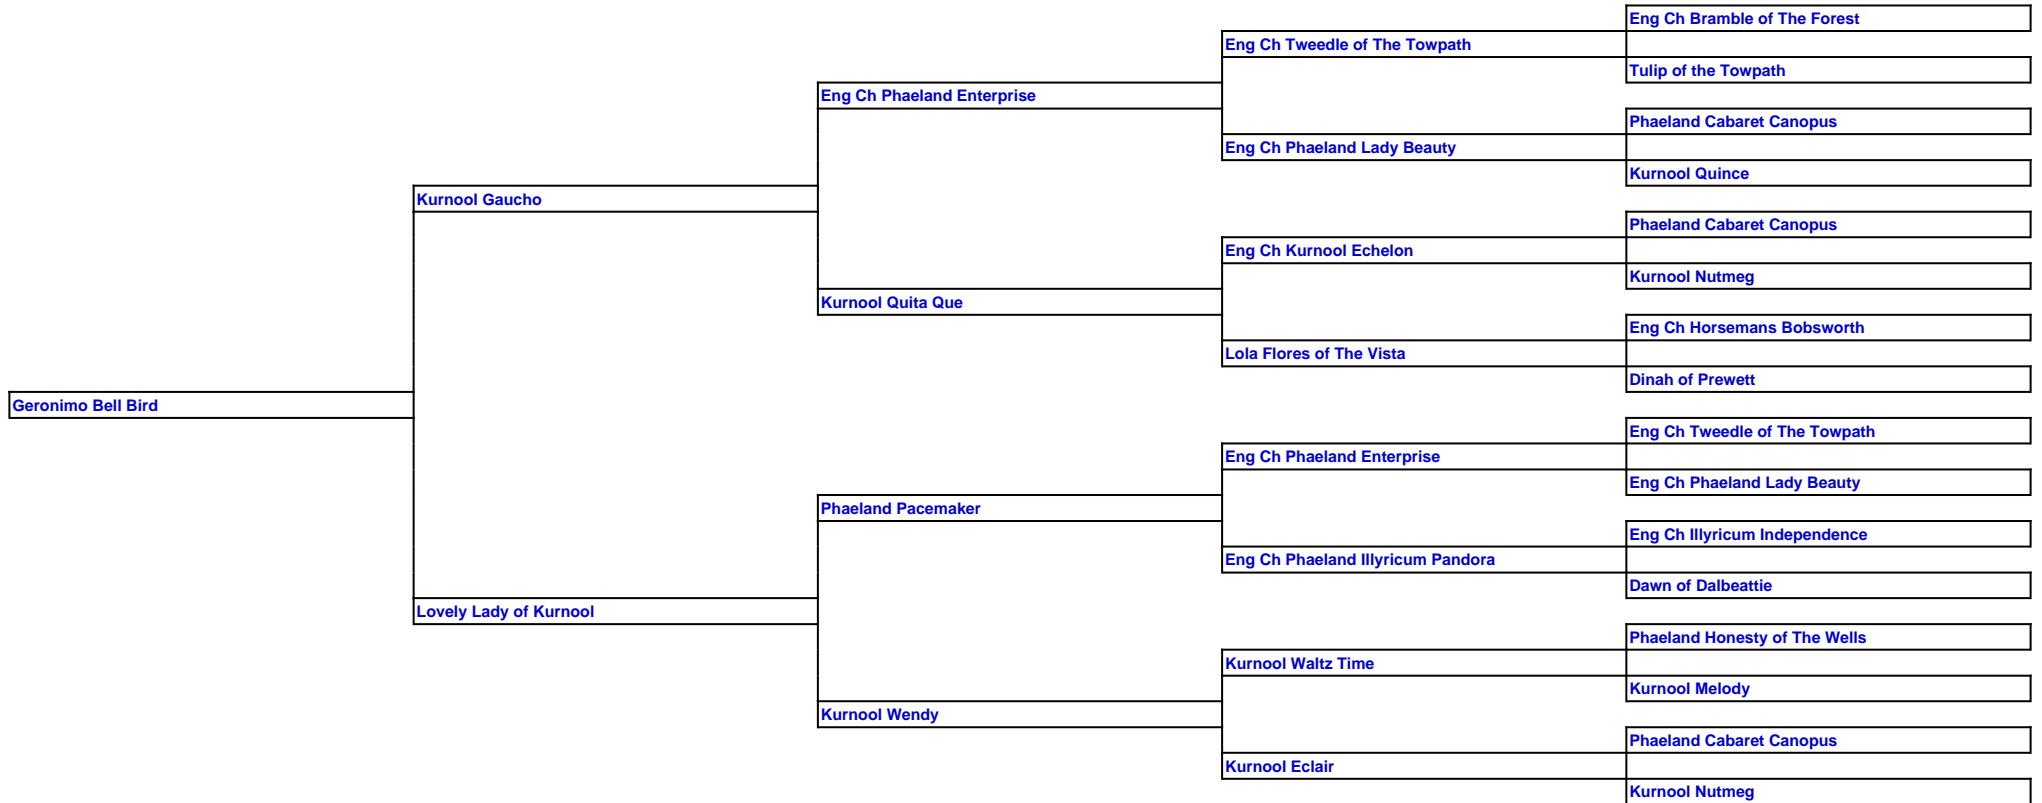 Eng Ch Bramble of The Forest
Eng Ch Tweedle of The Towpath
Tulip of the Towpath
Eng Ch Phaeland Enterprise
Phaeland Cabaret Canopus
Eng Ch Phaeland Lady Beauty
Kurnool Quince
Kurnool Gaucho
Phaeland Cabaret Canopus
Eng Ch Kurnool Echelon
Kurnool Nutmeg
Kurnool Quita Que
Eng Ch Horsemans Bobsworth
Lola Flores of The Vista
Dinah of Prewett
Geronimo Bell Bird
Eng Ch Tweedle of The Towpath
Eng Ch Phaeland Enterprise
Eng Ch Phaeland Lady Beauty
Phaeland Pacemaker
Eng Ch Illyricum Independence
Eng Ch Phaeland Illyricum Pandora
Dawn of Dalbeattie
Lovely Lady of Kurnool
Phaeland Honesty of The Wells
Kurnool Waltz Time
Kurnool Melody
Kurnool Wendy
Phaeland Cabaret Canopus
Kurnool Eclair
Kurnool Nutmeg